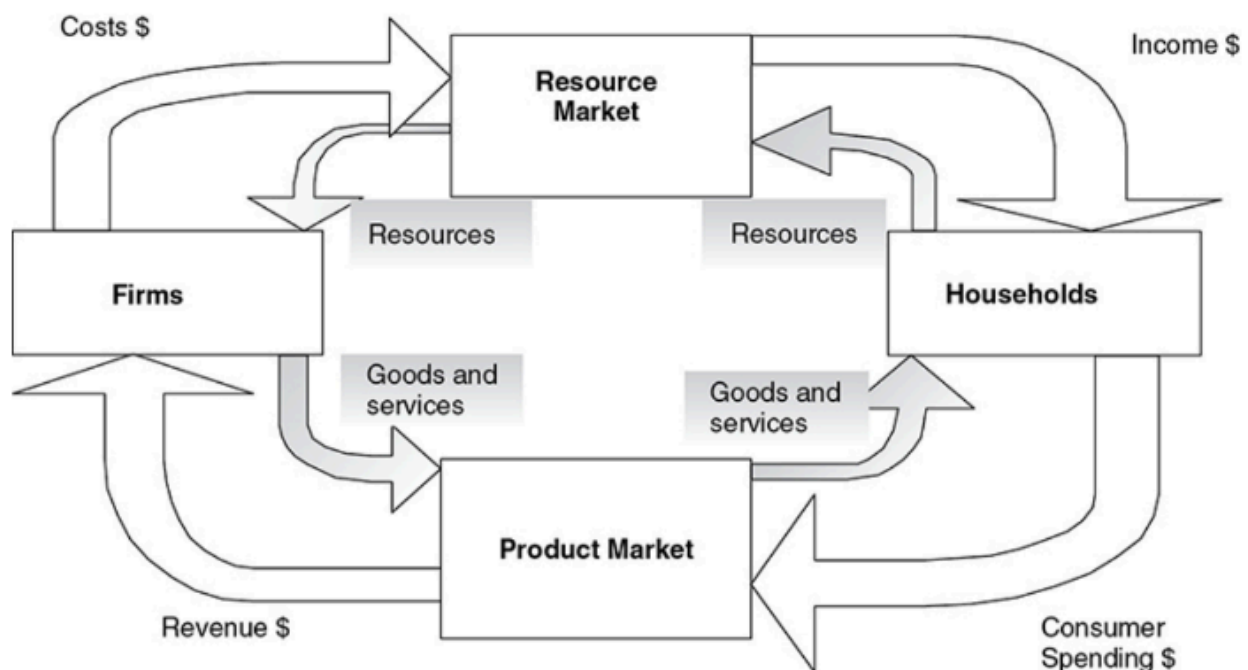 Costs $
Resource
Market
Income $
Resources
Resources
Firms
Households
Goods and
services
Goods and
services
Product Market
Revenue $
Consumer
Spending $